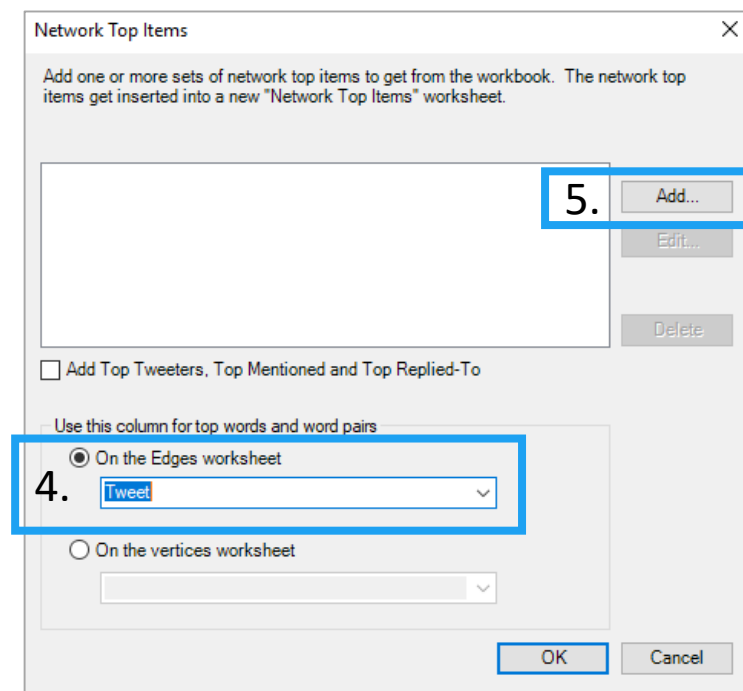 Network Top Items
Add one or more sets of network top items to get from the workbook. The network top
items get inserted into a new "Network Top Items" worksheet.
5.
Add...
Edit...
Delete
Add Top Tweeters, Top Mentioned and Top Replied-To
Use this column for top words and word pairs
On the Edges worksheet
4.
Tweet
On the vertices worksheet
OK
Cancel